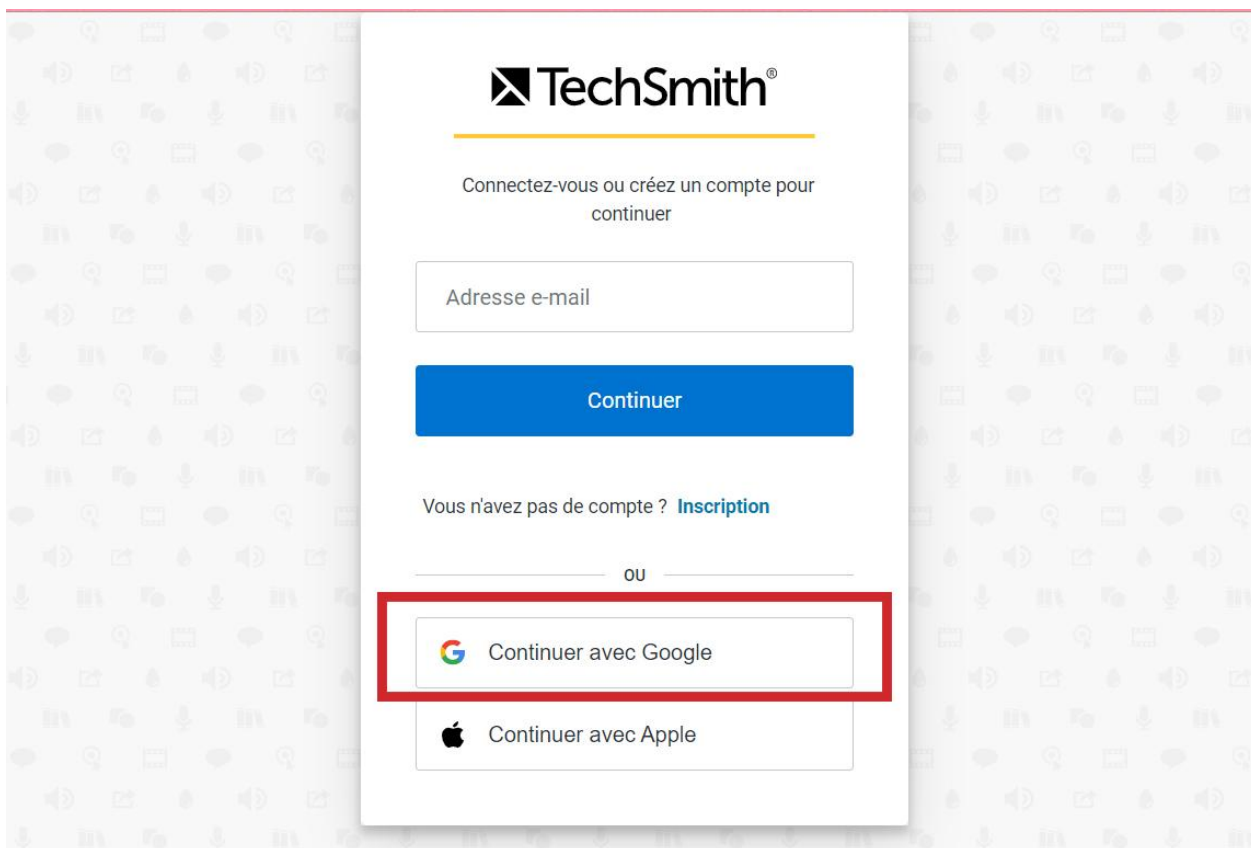 TechSmith®
Connectez-vous ou créez un compte pour
continuer
Adresse e-mail
Continuer
Vous n'avez pas de compte ? Inscription
OU
Continuer avec Google
Continuer avec Apple